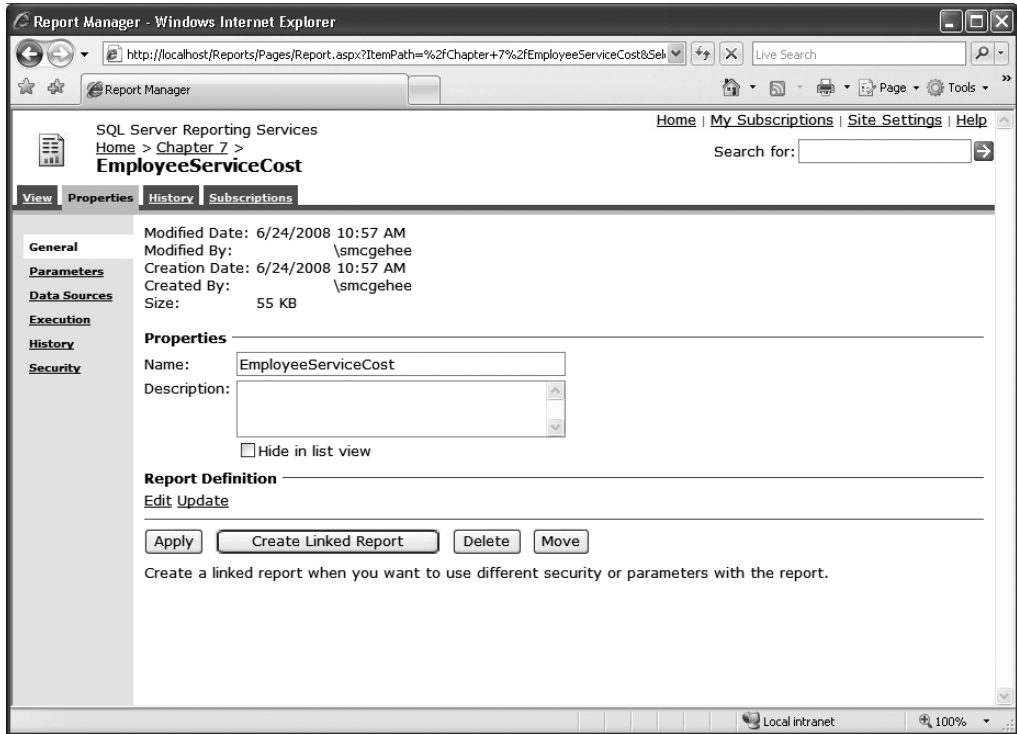 Report Manager - Windows Internet Explorer
http://localhost/Reports/Pages/Report.aspx?ItemPath=%2fChapter+7%2fEmployeeServiceCost&Sel
Live Search
Report Manager
Page
Tools
»
SQL Server Reporting Services
Home | My Subscriptions | Site Settings | Help
Home > Chapter 7 >
Search for:
EmployeeServiceCost
View Properties History Subscriptions
General
Parameters
Data Sources
Execution
History
Security
Modified Date: 6/24/2008 10:57 AM
Modified By: \smcgehee
Creation Date: 6/24/2008 10:57 AM
Created By: \smcgehee
Size: 55 KB
Properties
Name: EmployeeServiceCost
Description:
Hide in list view
Report Definition
Edit Update
Apply Create Linked Report Delete Move
Create a linked report when you want to use different security or parameters with the report.
Local intranet 100%